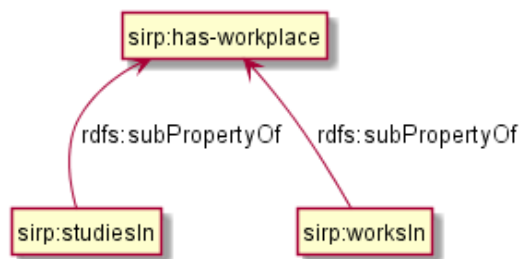 sirp:has-workplace
rdfs:subPropertyOf
rdfs:subPropertyOf
sirp:studiesIn
sirp:worksIn